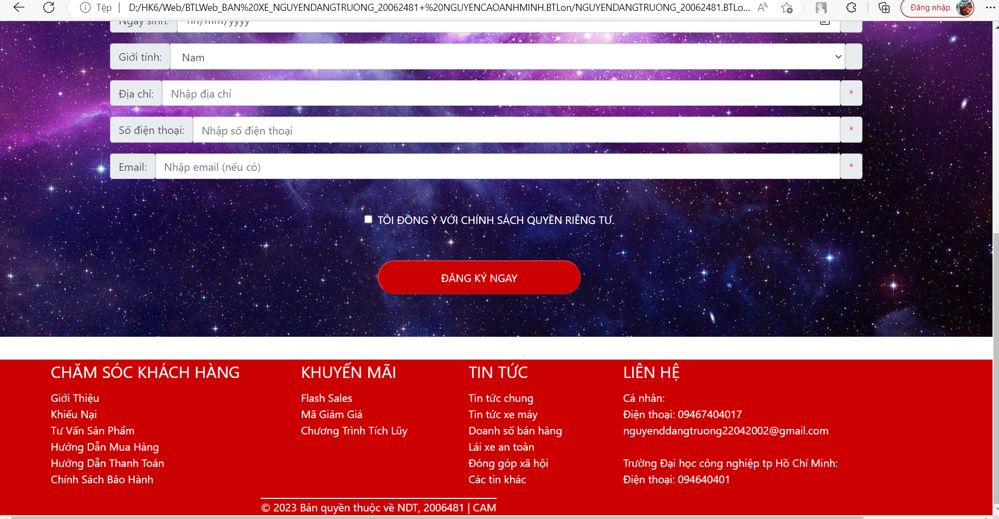 Tệp
D:/HK6/Web/BTLWeb_BAN%20XE_NGUYENDANGTRUONG_20062481+%20NGUYENCAOANHMINH.BTLon/NGUYENDANGTRUONG_20062481.BTLo...
Đăng nhập
Ngày sinh: nn/mm/yyyy
Giới tính: Nam
Địa chỉ: Nhập địa chỉ *
Số điện thoại: Nhập số điện thoại *
Email: Nhập email (nếu có) *
TÔI ĐỒNG Ý VỚI CHÍNH SÁCH QUYỀN RIÊNG TƯ.
ĐĂNG KÝ NGAY
CHĂM SÓC KHÁCH HÀNG
Giới Thiệu
Khiếu Nại
Tư Vấn Sản Phẩm
Hướng Dẫn Mua Hàng
Hướng Dẫn Thanh Toán
Chính Sách Bảo Hành
KHUYẾN MÃI
Flash Sales
Mã Giảm Giá
Chương Trình Tích Lũy
TIN TỨC
Tin tức chung
Tin tức xe máy
Doanh số bán hàng
Lái xe an toàn
Đóng góp xã hội
Các tin khác
LIÊN HỆ
Cá nhân:
Điện thoại: 09467404017
nguyenddangtruong22042002@gmail.com
Trường Đại học công nghiệp tp Hồ Chí Minh:
Điện thoại: 094640401
© 2023 Bản quyền thuộc về NDT, 2006481 | CAM